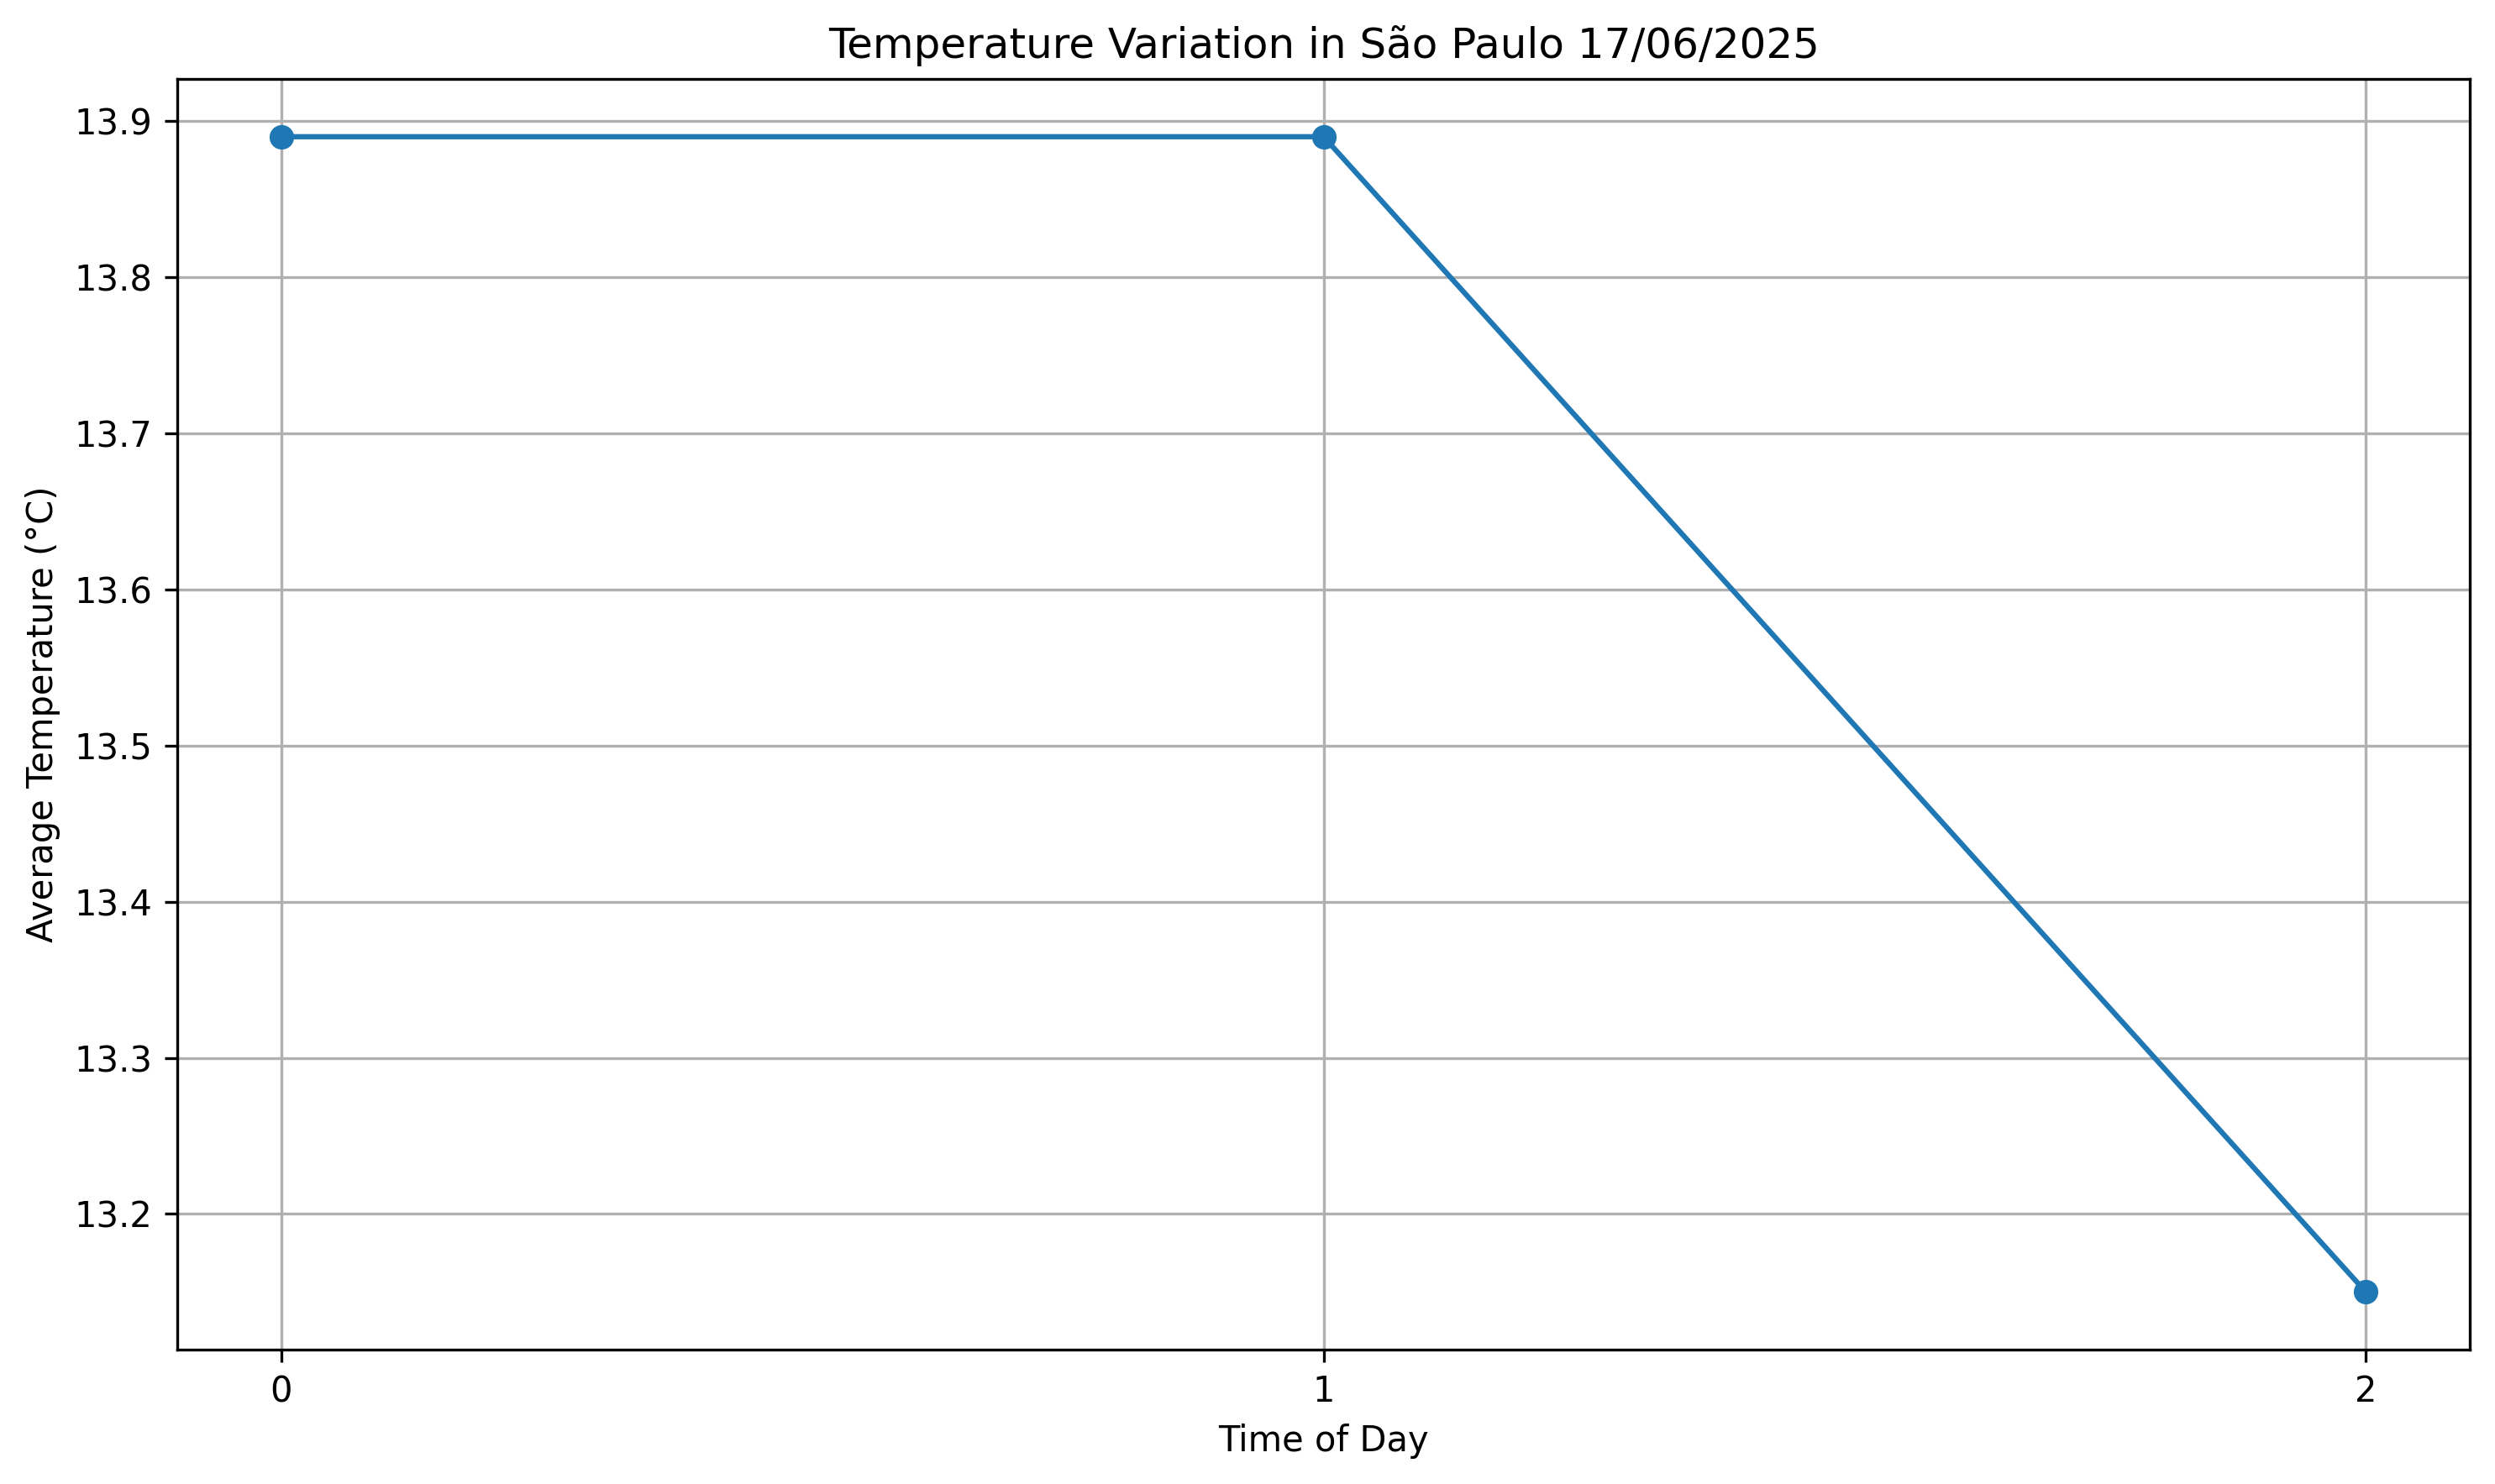 Temperature Variation in São Paulo 17/06/2025
13.9
13.8
13.7
13.6
13.5
13.4
13.3
13.2
Average Temperature (°C)
0 1 2
Time of Day